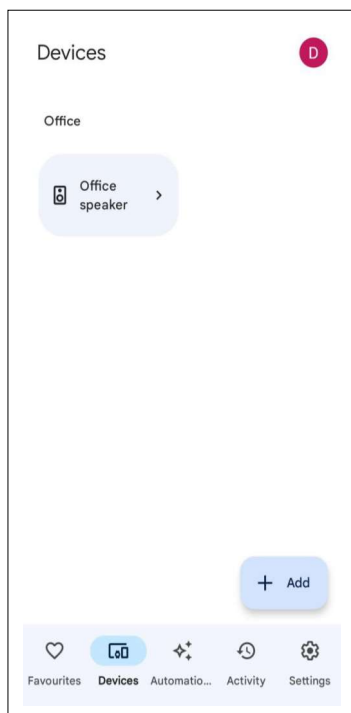 Devices
D
Office
Office
speaker
Add
Favourites
Devices
Automatio...
Activity
Settings